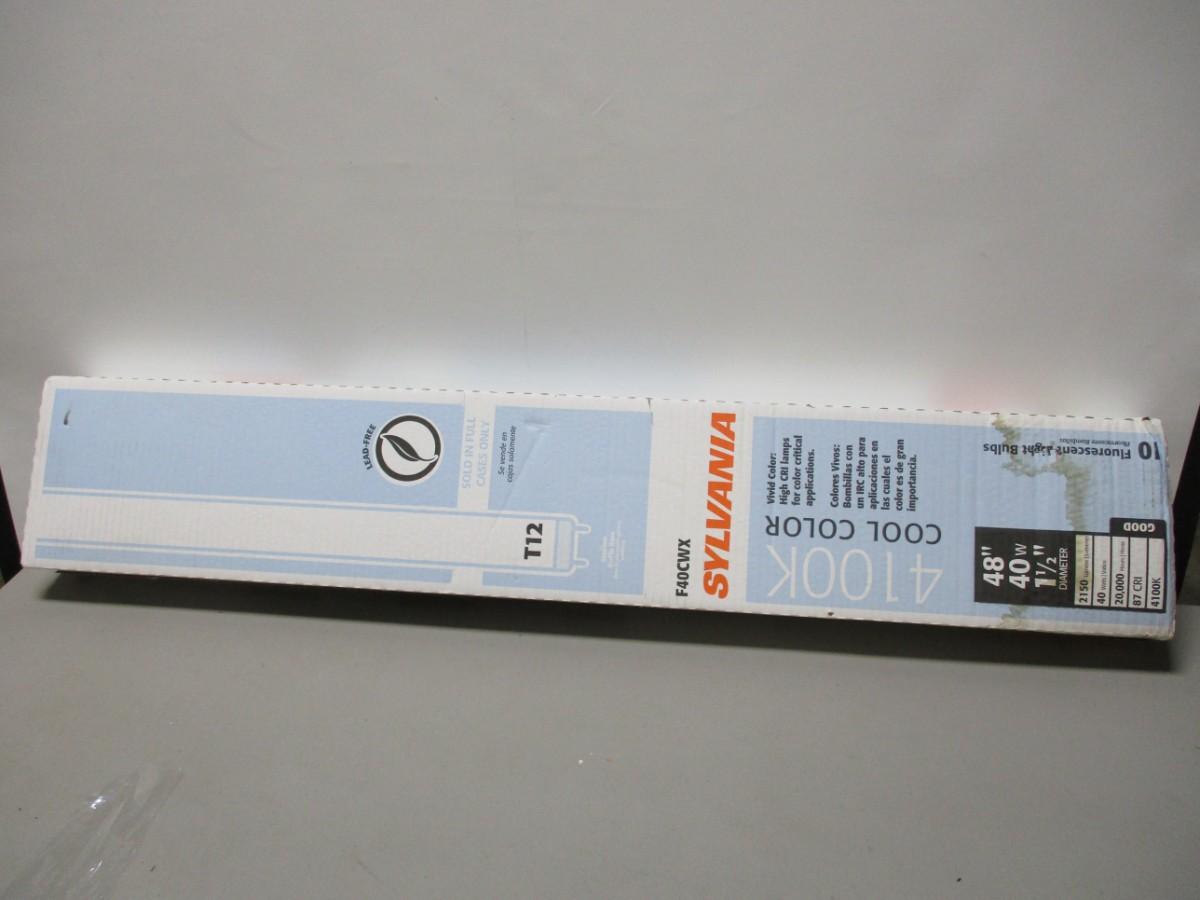 LEAD-FREE
SOLD IN FULL
CASES ONLY
Se vende en
cajas solamente
T12
F40CWX
SYLVANIA
4100K
COOL COLOR
Vivid Color:
High CRI lamps
for color critical
applications.
Colores Vivos:
Bombillas con
un IRC alto para
aplicaciones en
las cuales el
color es de gran
importancia.
10 Fluorescent Light Bulbs
48"
40 W
1 1/2"
DIAMETER
GOOD
2150
40
20,000
87 CRI
4100K